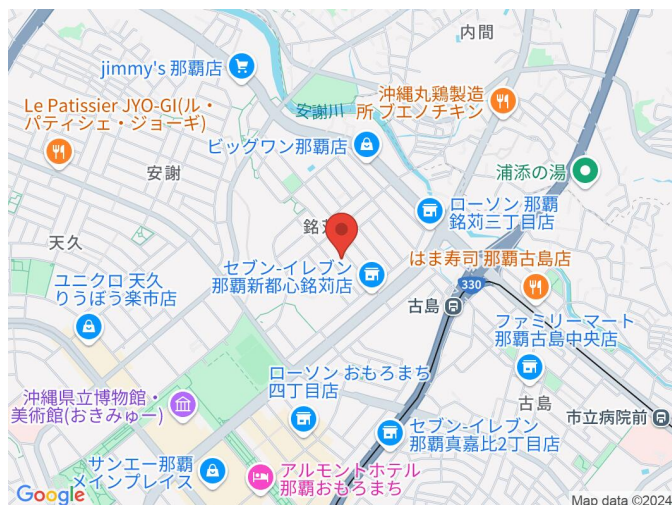 内間
jimmy's 那覇店
沖縄丸鶏製造
所 ブエノチキン
安謝川
Le Patissier JYO-GI(ル・
パティシェ・ジョーギ)
ビッグワン那覇店
安謝
浦添の湯
ローソン 那覇
銘苅三丁目店
銘苅
天久
はま寿司 那覇古島店
セブン-イレブン
那覇新都心銘苅店
ユニクロ 天久
りうぼう楽市店
330
古島
ファミリーマート
那覇古島中央店
ローソン おもろまち
四丁目店
沖縄県立博物館・
美術館(おきみゅー)
古島
市立病院前
セブン-イレブン
那覇真嘉比2丁目店
サンエー那覇
メインプレイス
アルモントホテル
那覇おもろまち
Google
Map data ©2024